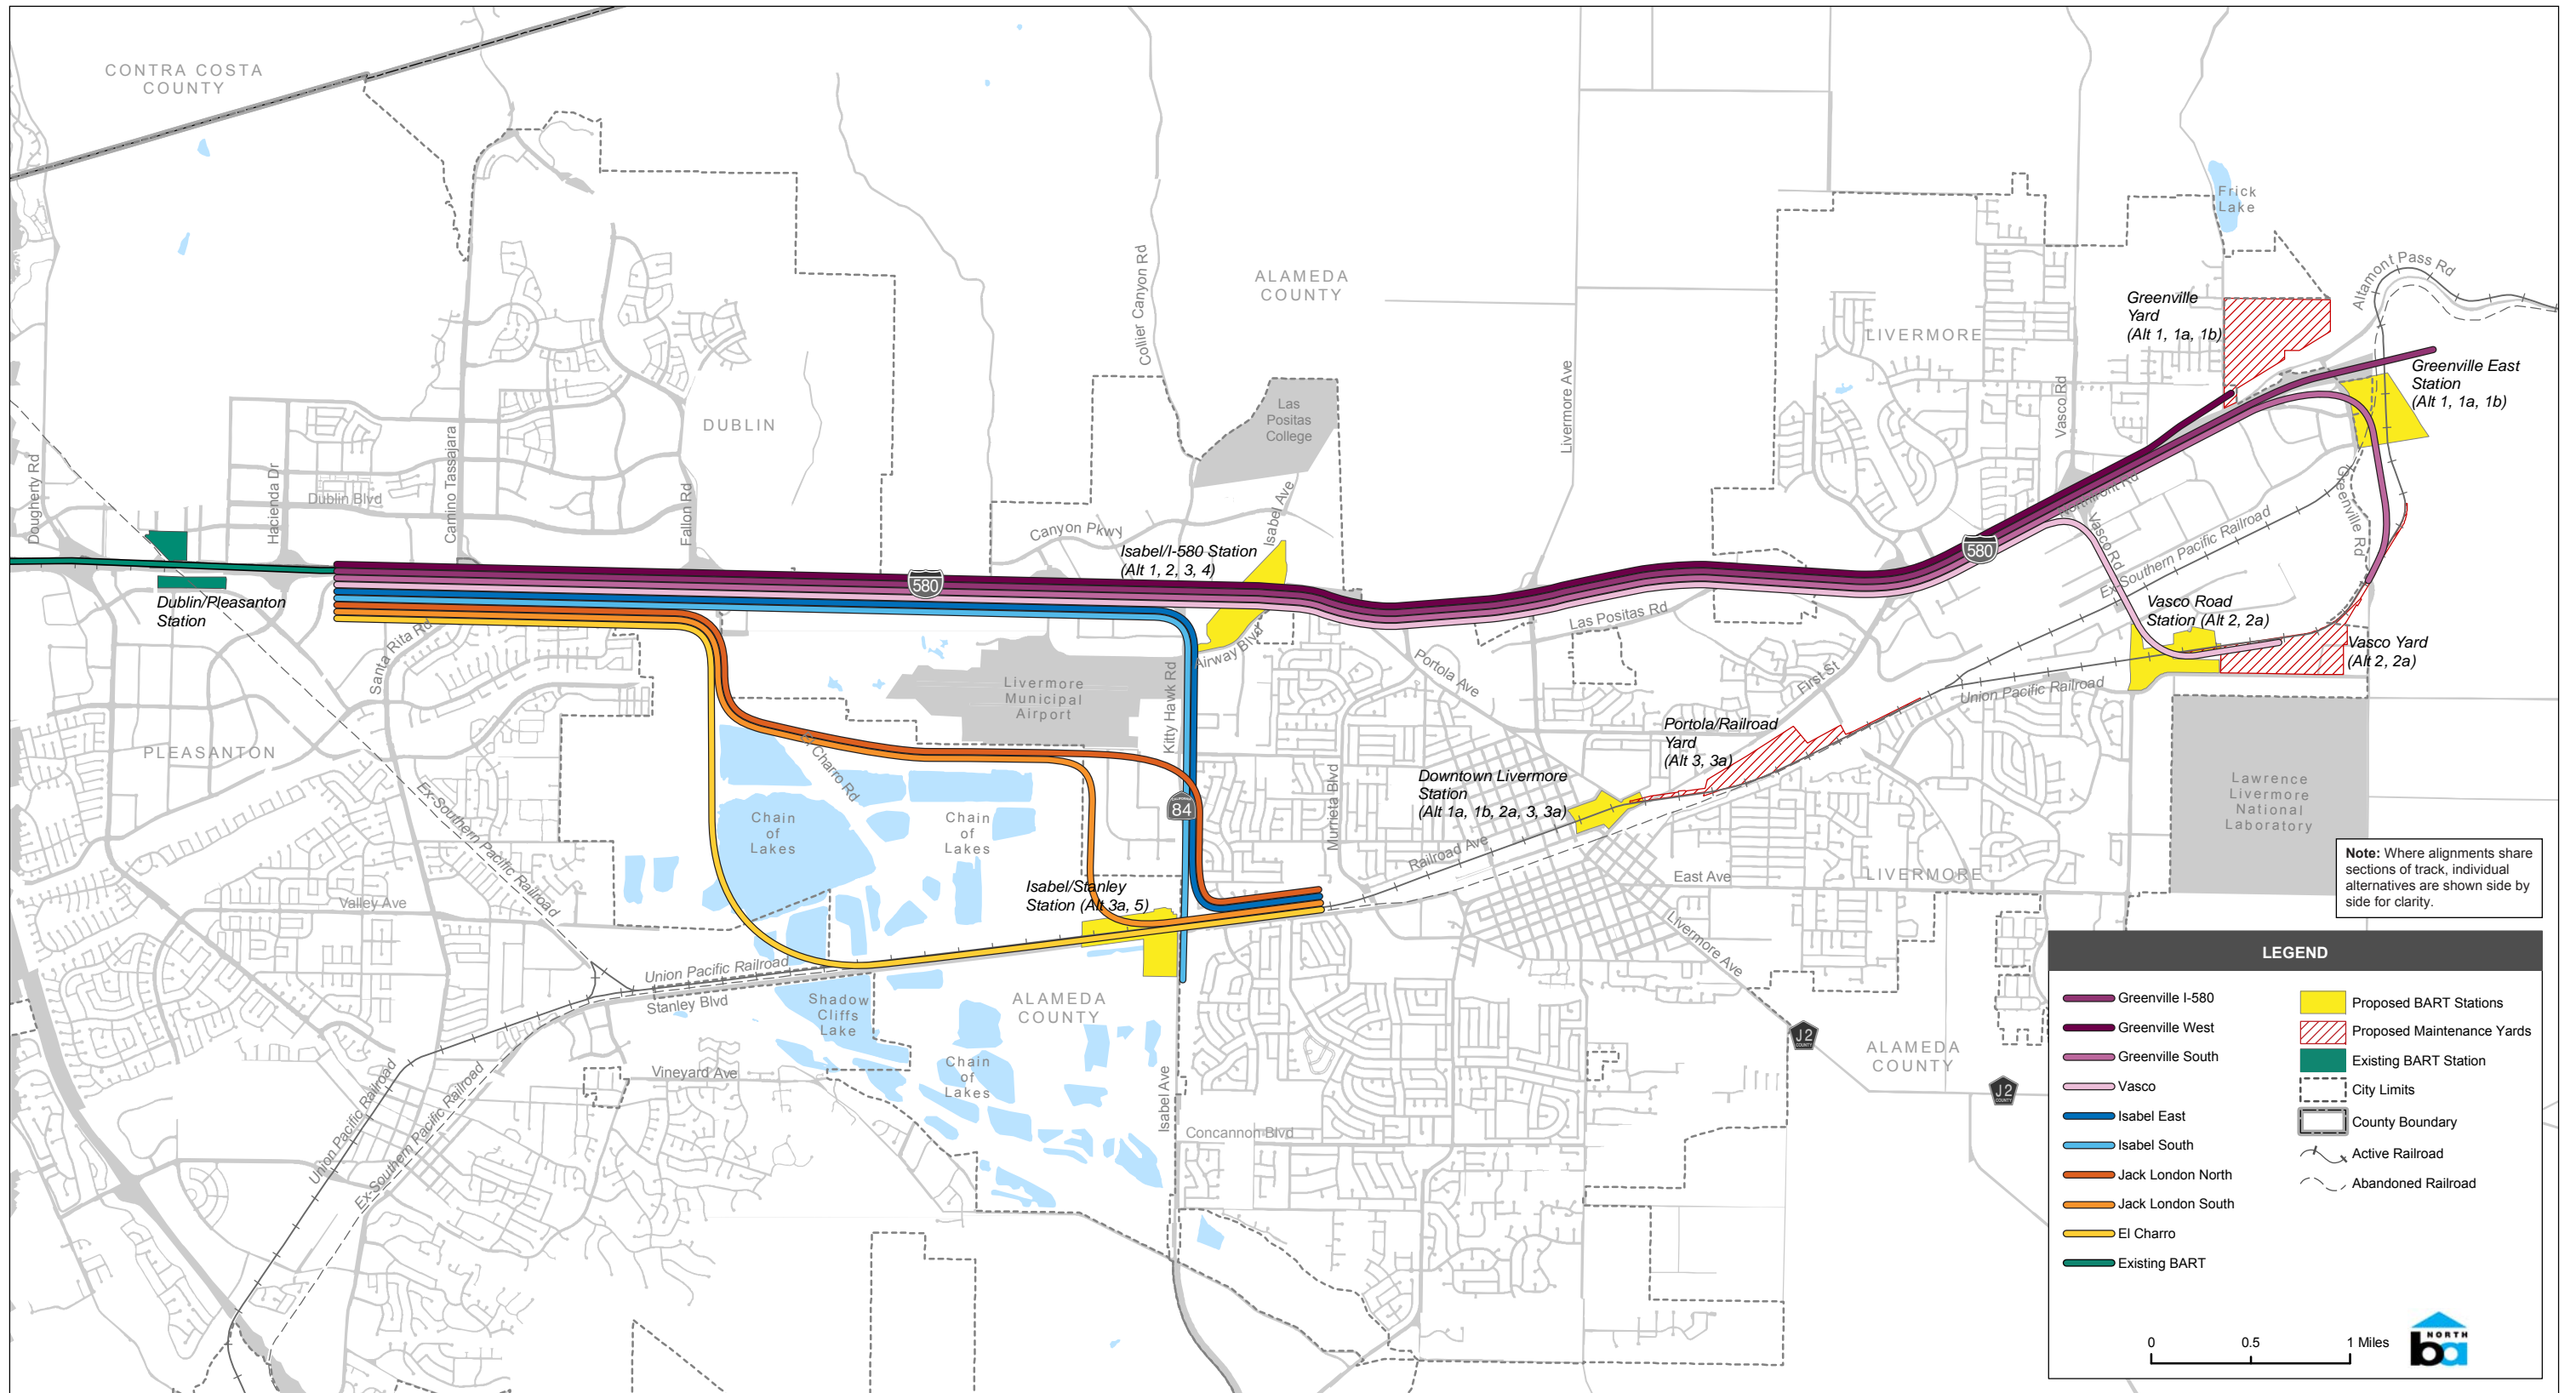 CONTRA COSTA
COUNTY
Frick
Lake
Altamont Pass Rd
Collier Canyon Rd
ALAMEDA
COUNTY
Greenville
Yard
(Alt 1, 1a, 1b)
LIVERMORE
Greenville East
Station
(Alt 1, 1a, 1b)
Las
Positas
College
DUBLIN
Livermore Ave
Vasco Rd
Dougherty Rd
Hacienda Dr
Dublin Blvd
Camino Tassajara
Fallon Rd
Canyon Pkwy
Isabel Ave
Isabel/I-580 Station
(Alt 1, 2, 3, 4)
580
580
Vasco Rd
Ex-Southern Pacific Railroad
Greenville Rd
Dublin/Pleasanton
Station
Santa Rita Rd
Las Positas Rd
Vasco Road
Station (Alt 2, 2a)
Vasco Yard
(Alt 2, 2a)
Airway Blvd
Portola Ave
First St
Union Pacific Railroad
Livermore
Municipal
Airport
Kitty Hawk Rd
PLEASANTON
El Charro Rd
Portola/Railroad
Yard
(Alt 3, 3a)
Downtown Livermore
Station
(Alt 1a, 1b, 2a, 3, 3a)
Lawrence
Livermore
National
Laboratory
Ex-Southern Pacific Railroad
Chain
of
Lakes
Chain
of
Lakes
84
Murrieta Blvd
Railroad Ave
East Ave
LIVERMORE
Isabel/Stanley
Station (Alt 3a, 5)
Valley Ave
Livermore Ave
Union Pacific Railroad
Stanley Blvd
Shadow
Cliffs
Lake
ALAMEDA
COUNTY
J2
COUNTY
ALAMEDA
COUNTY
J2
COUNTY
Vineyard Ave
Chain
of
Lakes
Isabel Ave
Concannon Blvd
Union Pacific Railroad
Ex-Southern Pacific Railroad
Note: Where alignments share
sections of track, individual
alternatives are shown side by
side for clarity.
LEGEND
Greenville I-580
Greenville West
Greenville South
Vasco
Isabel East
Isabel South
Jack London North
Jack London South
El Charro
Existing BART
Proposed BART Stations
Proposed Maintenance Yards
Existing BART Station
City Limits
County Boundary
Active Railroad
Abandoned Railroad
0 0.5 1 Miles
NORTH
ba